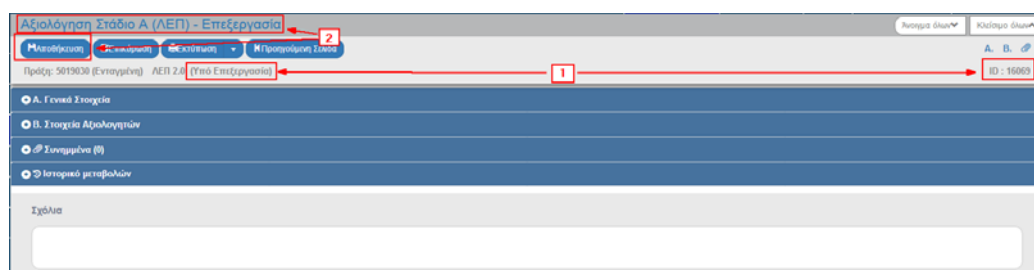 Αξιολόγηση Στάδιο Α (ΛΕΠ) - Επεξεργασία
Άνοιγμα όλων
Κλείσιμο όλων
2
Αποθήκευση
Επικύρωση
Εκτύπωση
Προηγούμενη Σελίδα
Α. Β.
Πράξη: 5019030 (Ενταγμένη) ΛΕΠ 2.0 (Υπό Επεξεργασία)
1
ID : 16069
Α. Γενικά Στοιχεία
Β. Στοιχεία Αξιολογητών
Συνημμένα (0)
Ιστορικό μεταβολών
Σχόλια